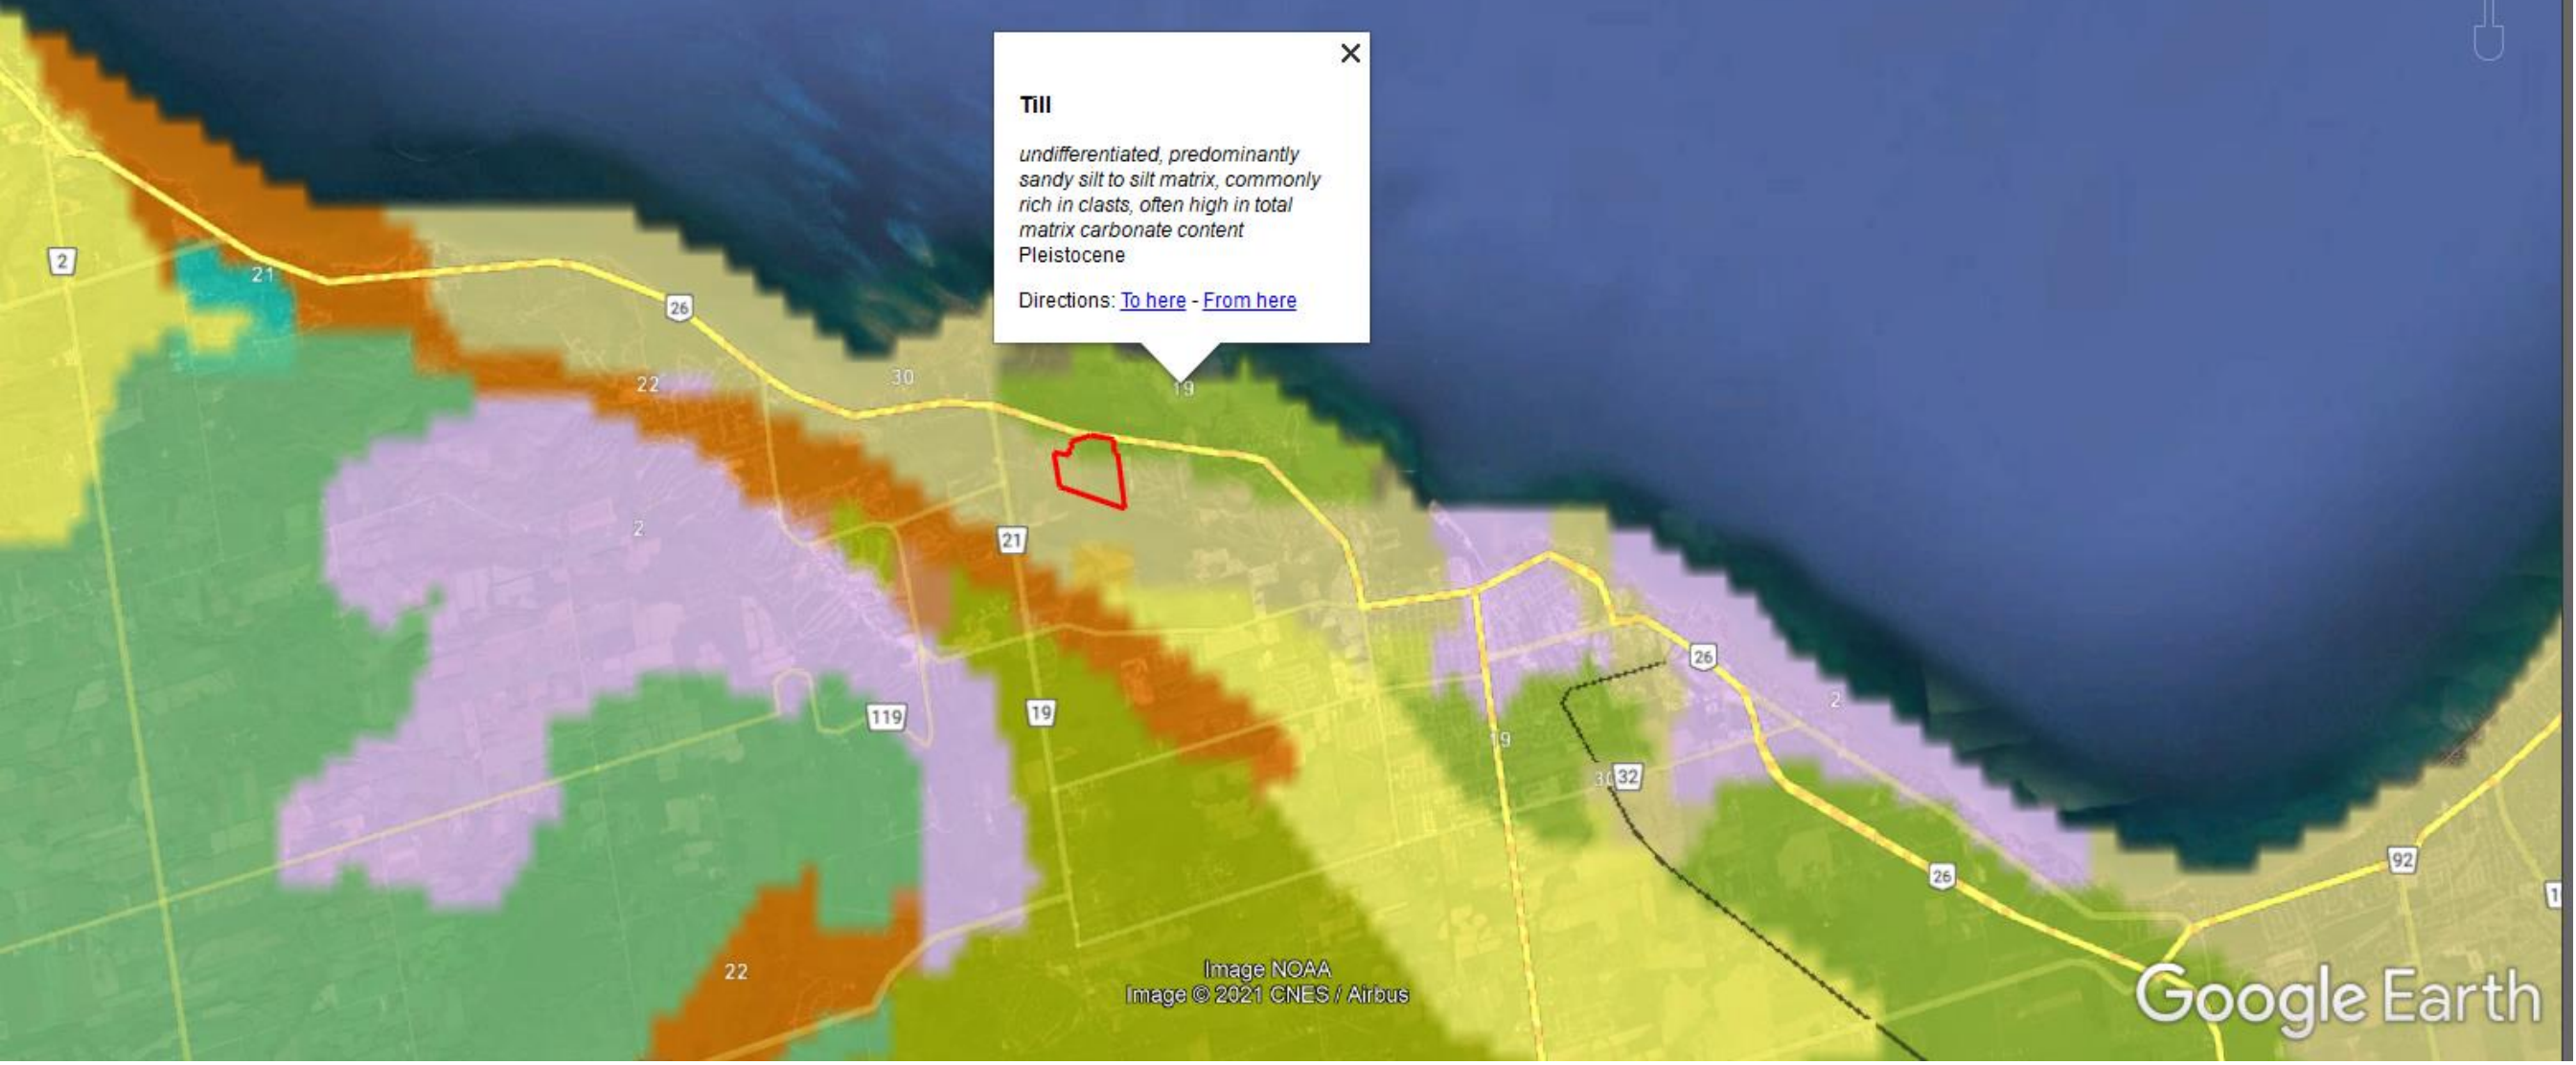 Till
undifferentiated, predominantly
sandy silt to silt matrix, commonly
rich in clasts, often high in total
matrix carbonate content
Pleistocene
Directions: To here - From here
2
21
26
22
30
19
2
21
119
19
26
2
19
32
22
26
92
Image NOAA
Image © 2021 CNES / Airbus
Google Earth